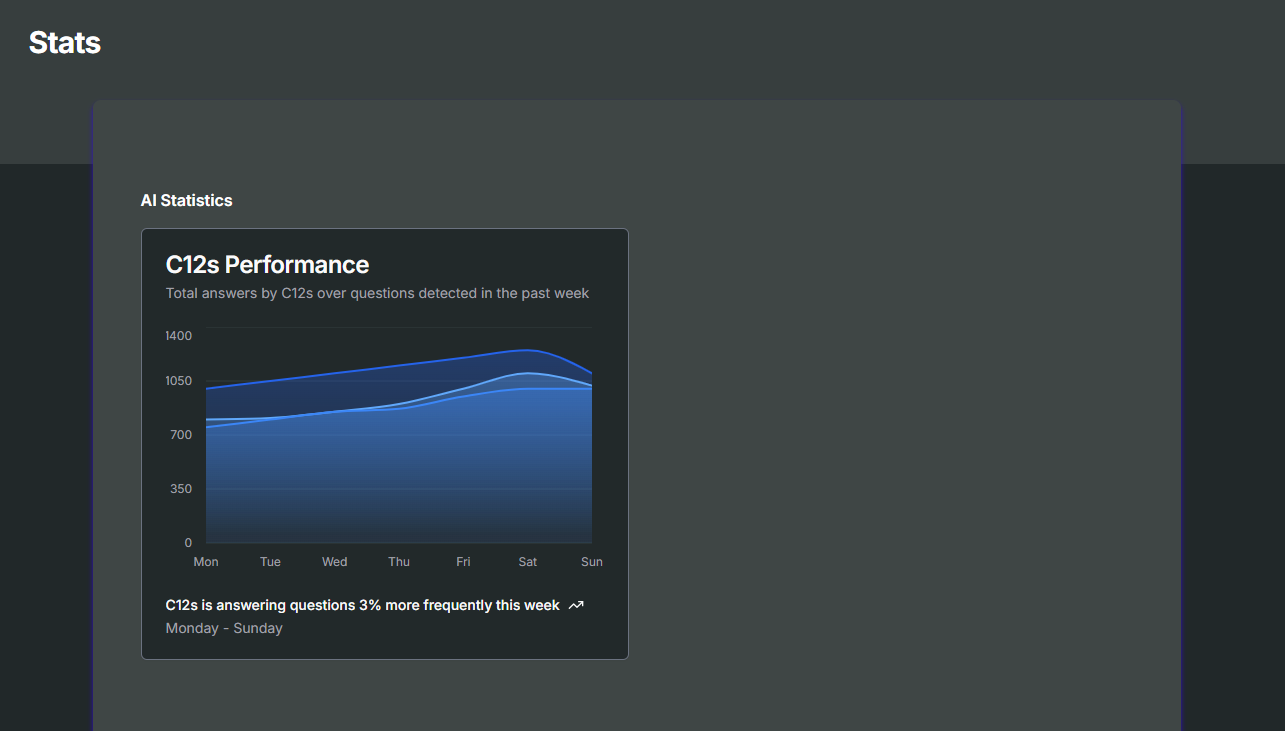 Stats
AI Statistics
C12s Performance
Total answers by C12s over questions detected in the past week
1400
1050
700
350
0
Mon Tue Wed Thu Fri Sat Sun
C12s is answering questions 3% more frequently this week
Monday - Sunday